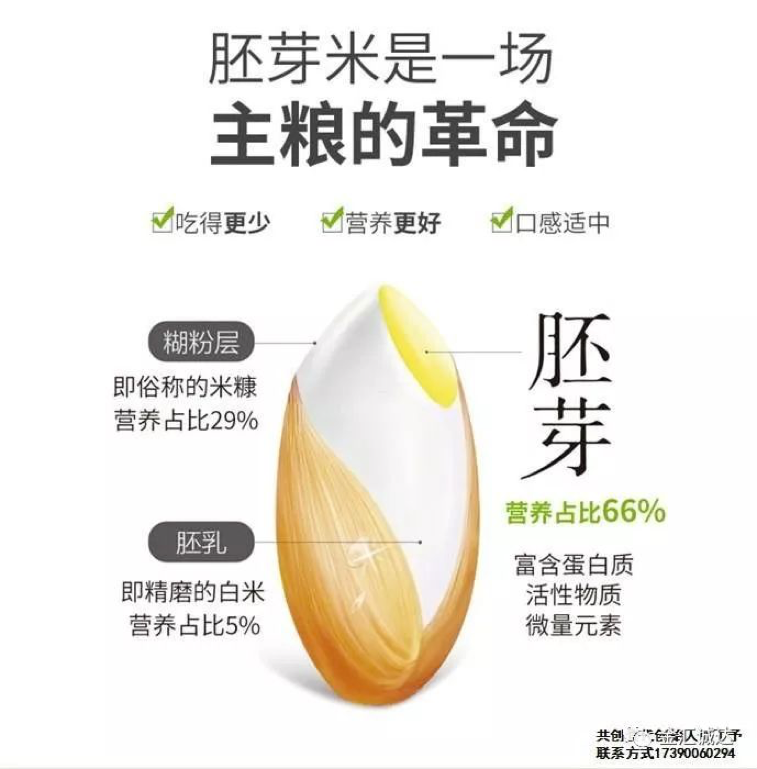 胚芽米是一场
主粮的革命
吃得更少
营养更好
口感适中
糊粉层
即俗称的米糠
营养占比29%
胚乳
即精磨的白米
营养占比5%
胚芽
营养占比66%
富含蛋白质
活性物质
微量元素
金汇诚达
联系方式17390060294